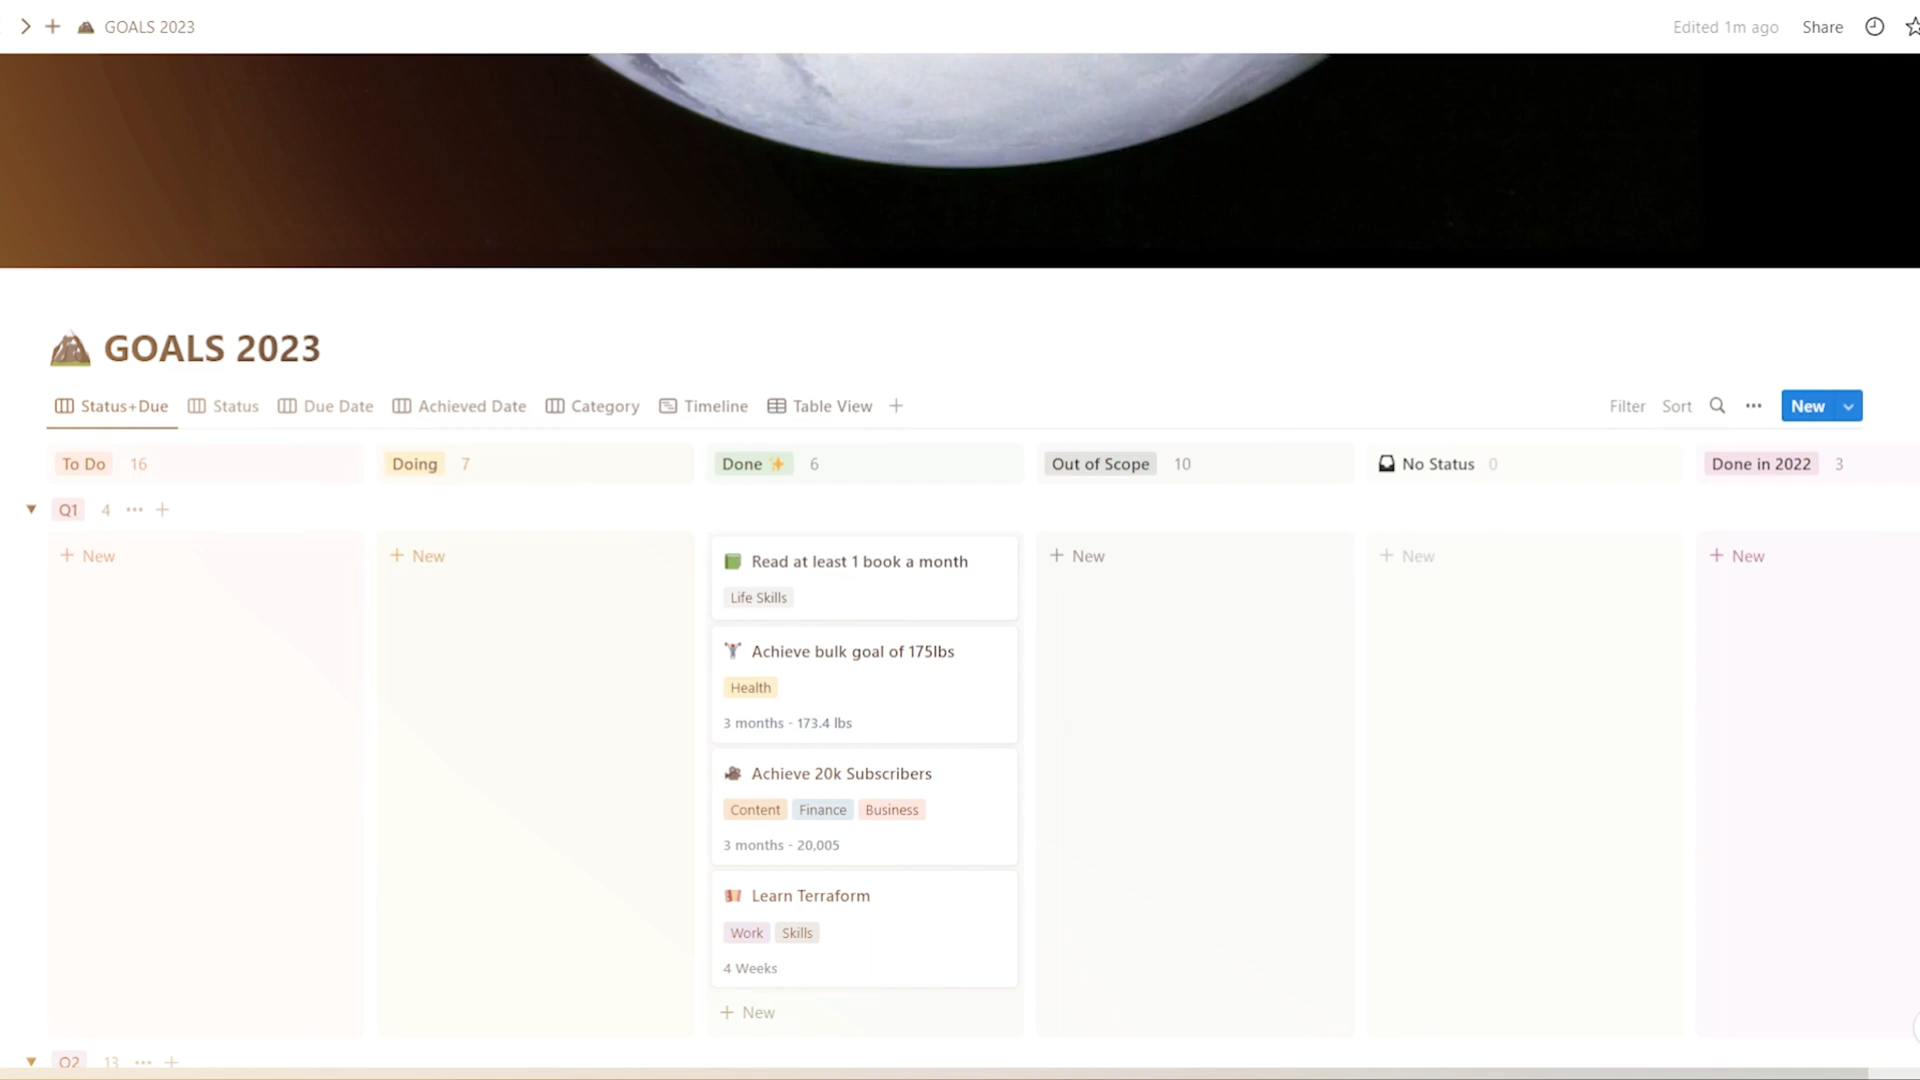 GOALS 2023
Edited 1m ago
Share
GOALS 2023
Status+Due
Status
Due Date
Achieved Date
Category
Timeline
Table View
Filter
Sort
New
To Do 16
Doing 7
Done 6
Out of Scope 10
No Status 0
Done in 2022 3
Q1 4
New
New
Read at least 1 book a month
Life Skills
Achieve bulk goal of 175lbs
Health
3 months - 173.4 lbs
Achieve 20k Subscribers
Content Finance Business
3 months - 20,005
Learn Terraform
Work Skills
4 Weeks
New
New
New
New
Q2 13